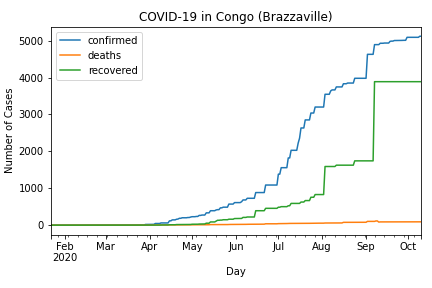 COVID-19 in Congo (Brazzaville)
confirmed
deaths
recovered
Number of Cases
5000
4000
3000
2000
1000
0
Feb Mar Apr May Jun Jul Aug Sep Oct
2020
Day